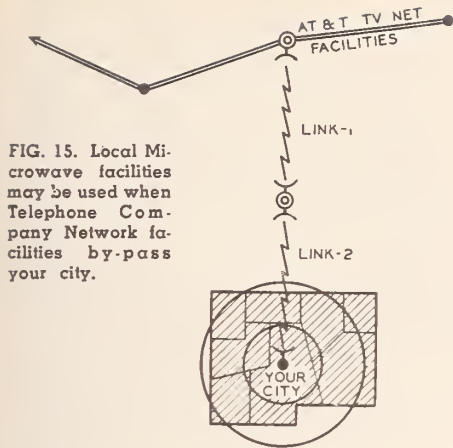 AT & T TV NET
FACILITIES
LINK-1
FIG. 15. Local Mi-
crowave facilities
may be used when
Telephone Com-
pany Network fa-
cilities by-pass
your city.
LINK-2
YOUR
CITY